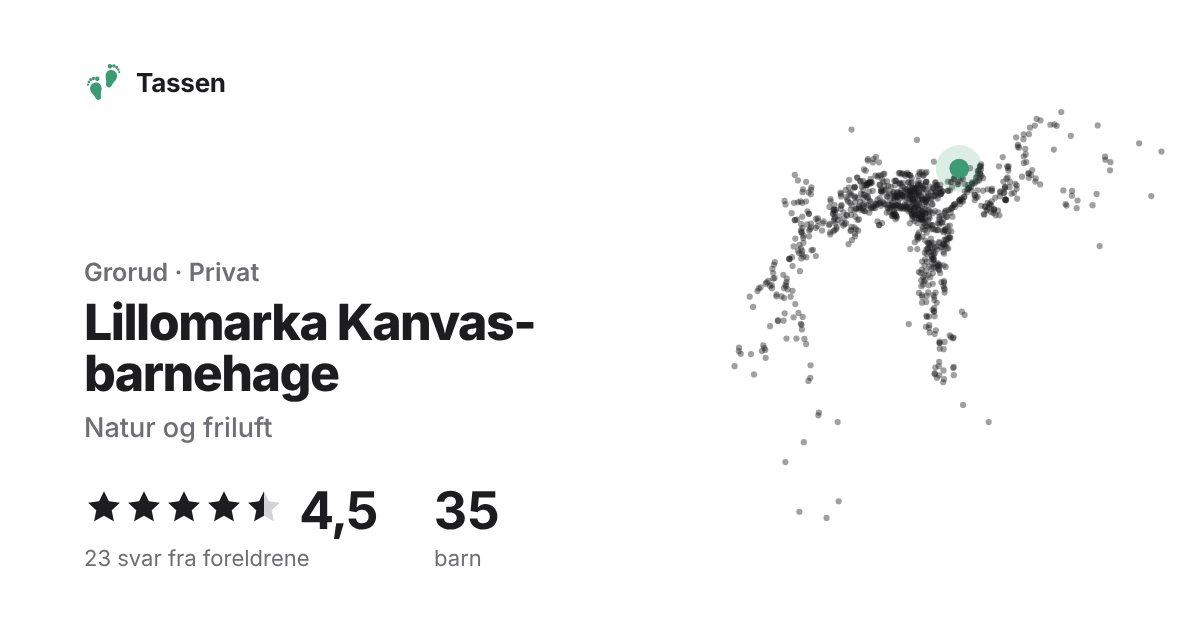 Tassen
Grorud · Privat
Lillomarka Kanvas-
barnehage
Natur og friluft
4,5
23 svar fra foreldrene
35
barn